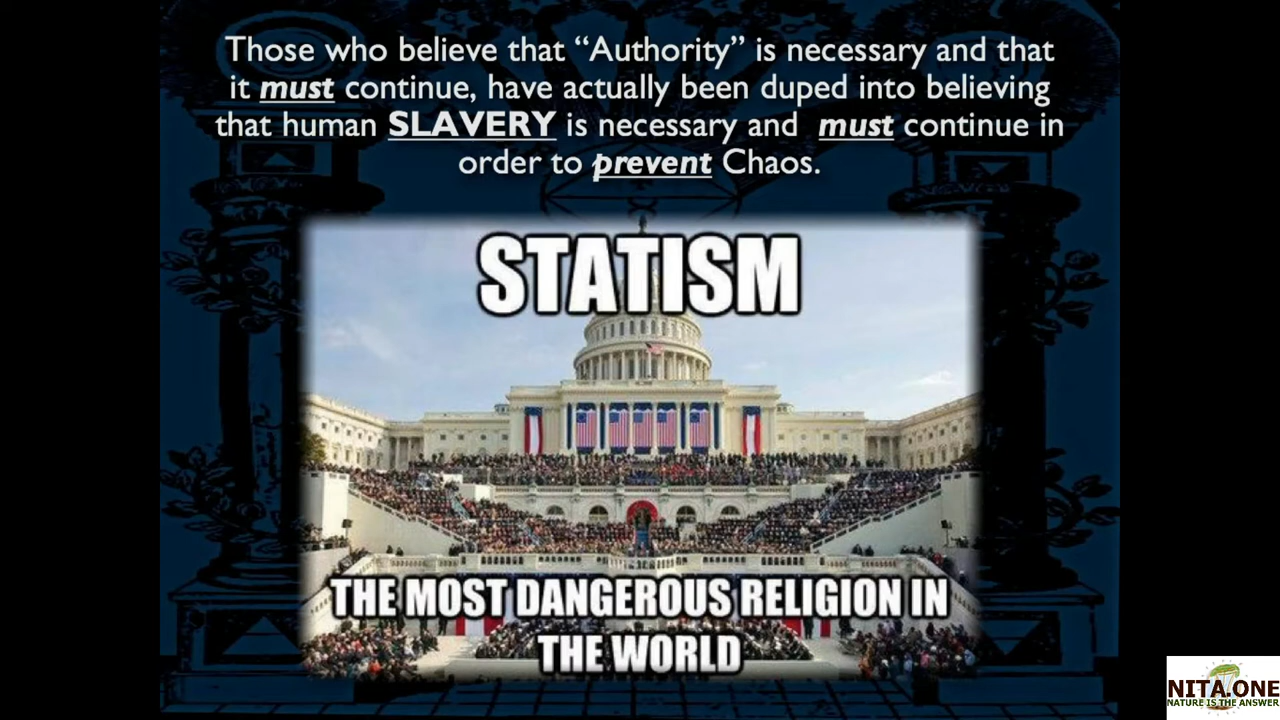 Those who believe that “Authority” is necessary and that
it must continue, have actually been duped into believing
that human SLAVERY is necessary and must continue in
order to prevent Chaos.
STATISM
THE MOST DANGEROUS RELIGION IN
THE WORLD
NITA.ONE
NATURE IS THE ANSWER